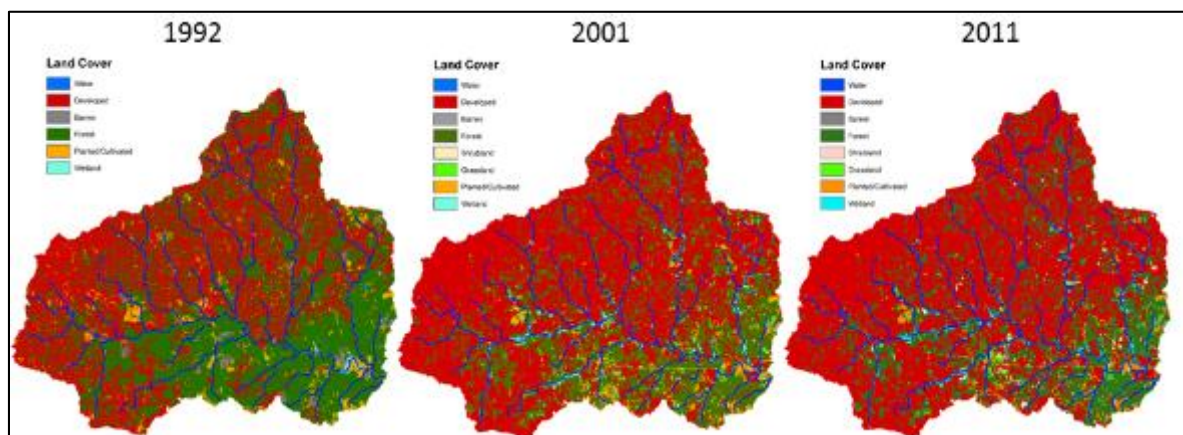 1992
2001
2011
Land Cover
Water
Developed
Barren
Forest
Planted/Cultivated
Wetland
Land Cover
Water
Developed
Barren
Forest
Shrubland
Grassland
Planted/Cultivated
Wetland
Land Cover
Water
Developed
Barren
Forest
Shrubland
Grassland
Planted/Cultivated
Wetland